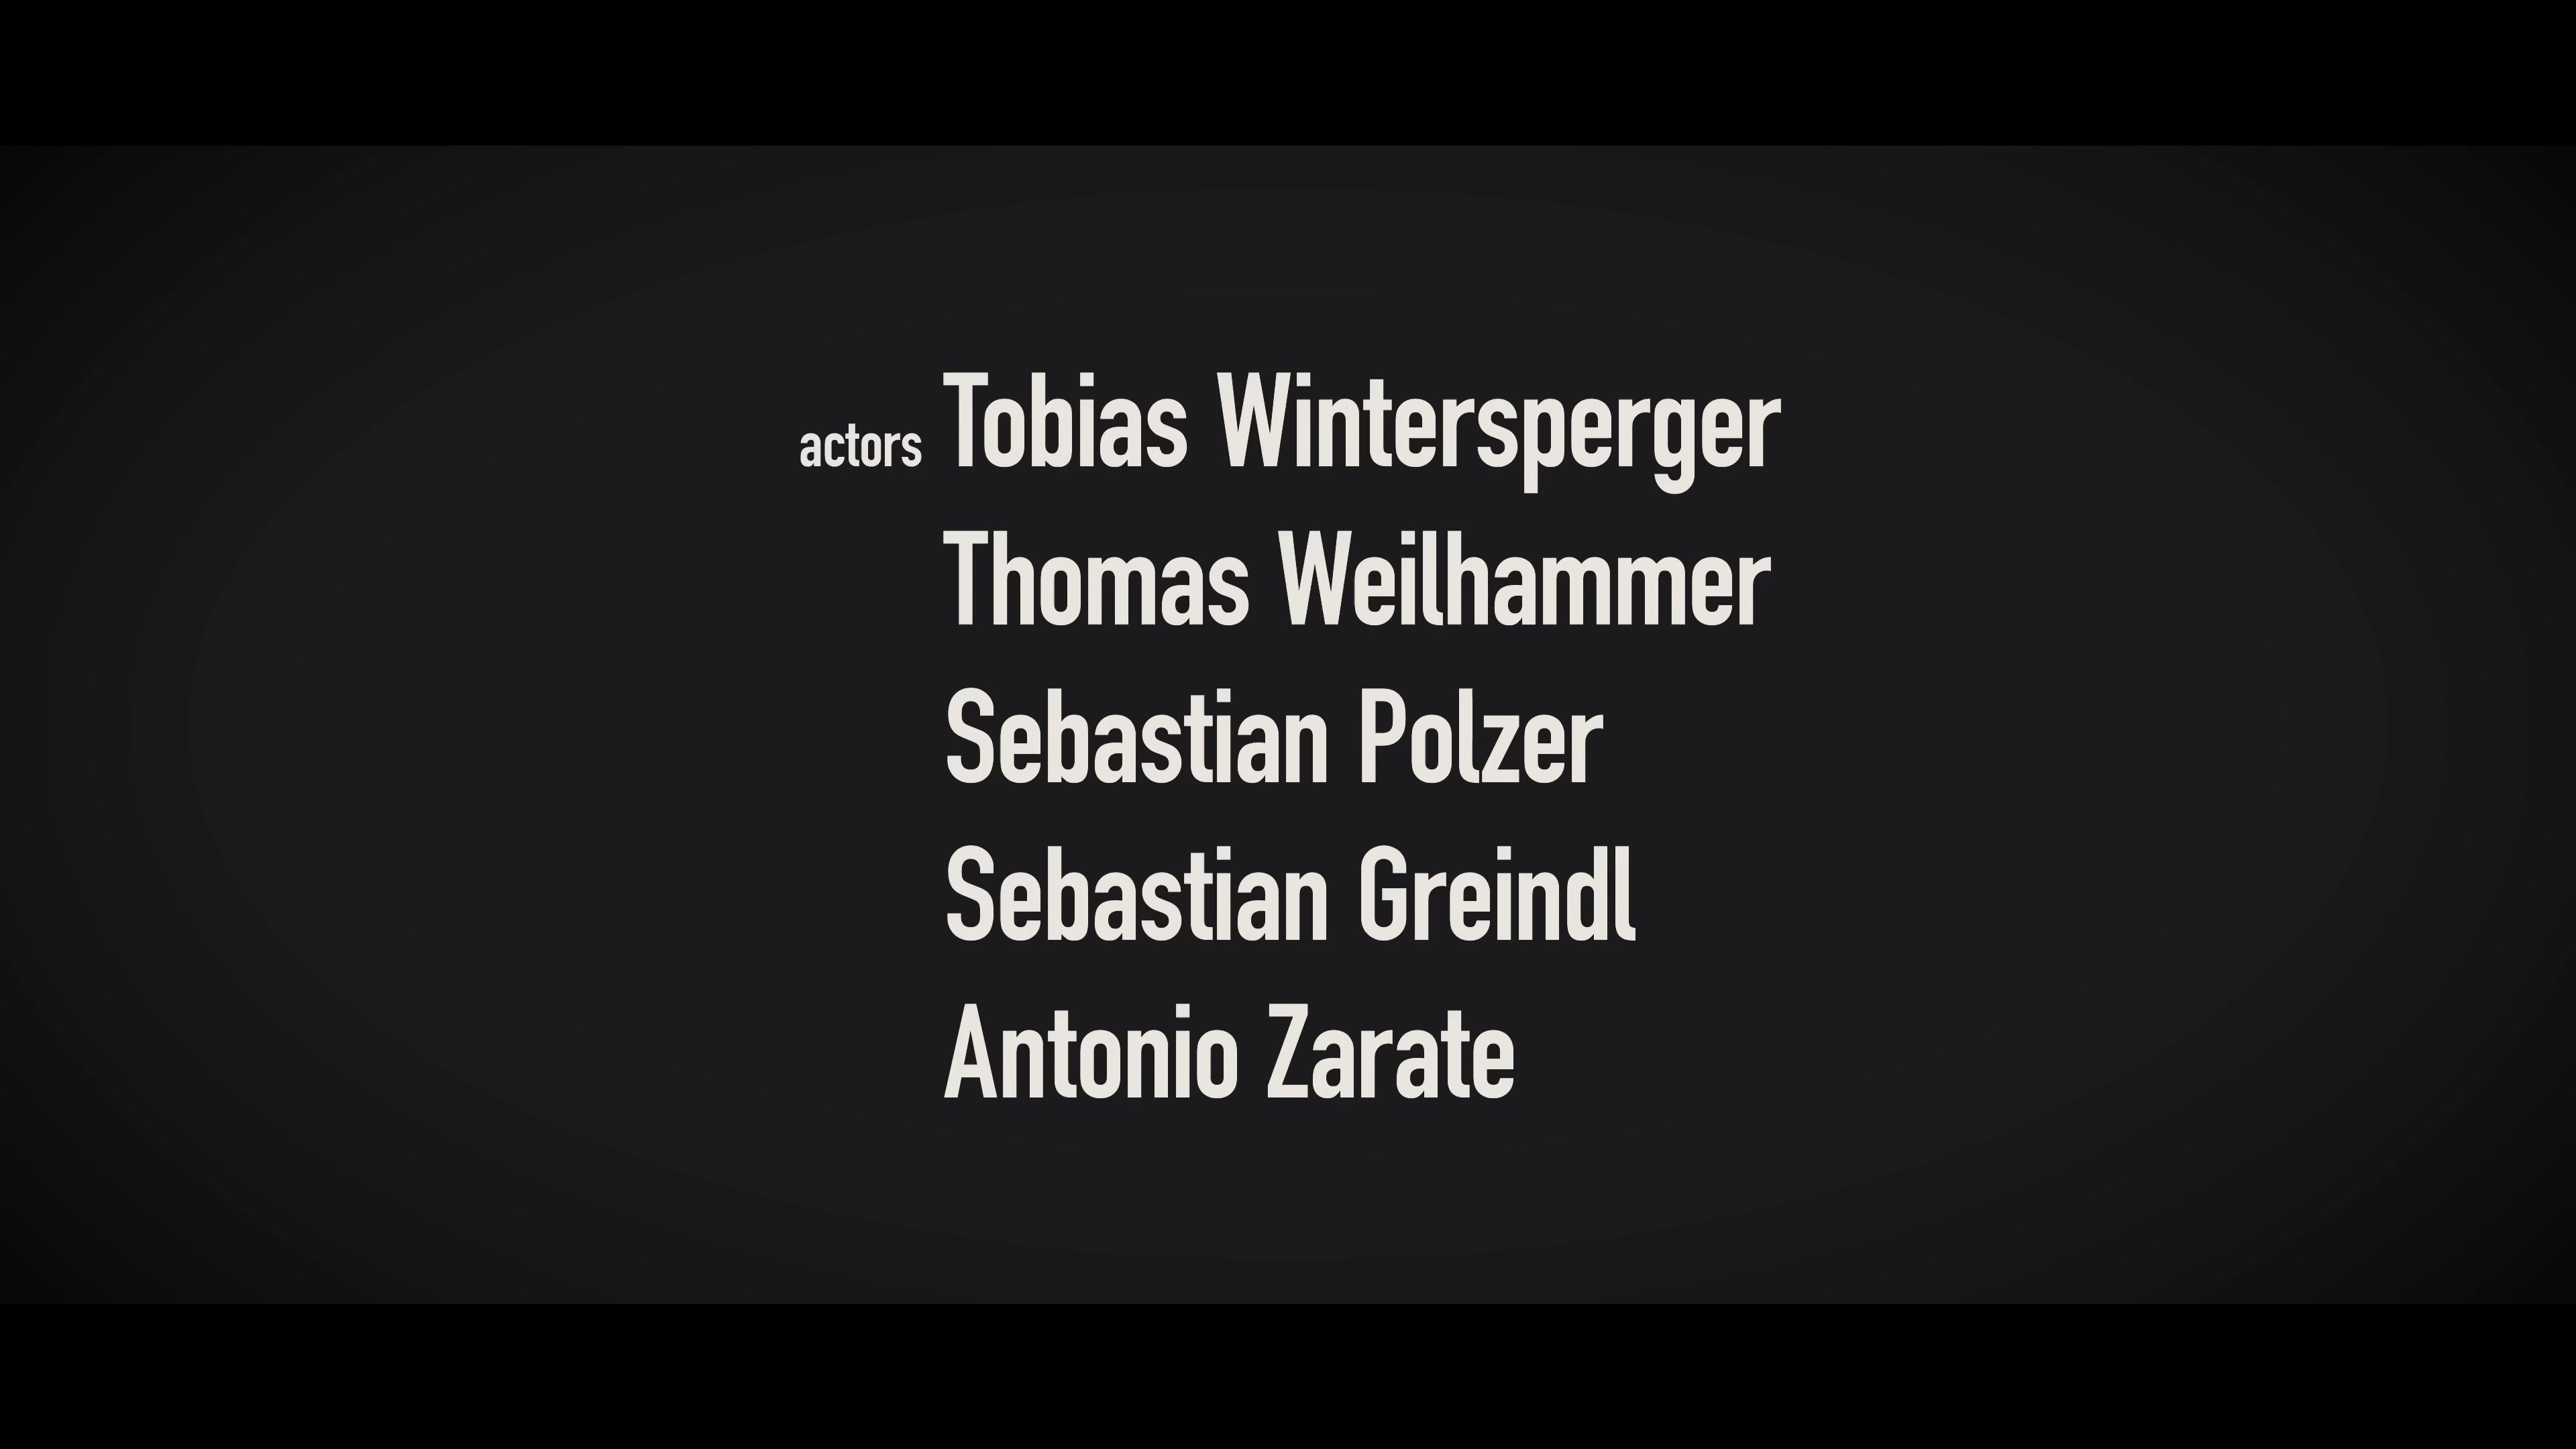 actors Tobias Wintersperger
Thomas Weilhammer
Sebastian Polzer
Sebastian Greindl
Antonio Zarate